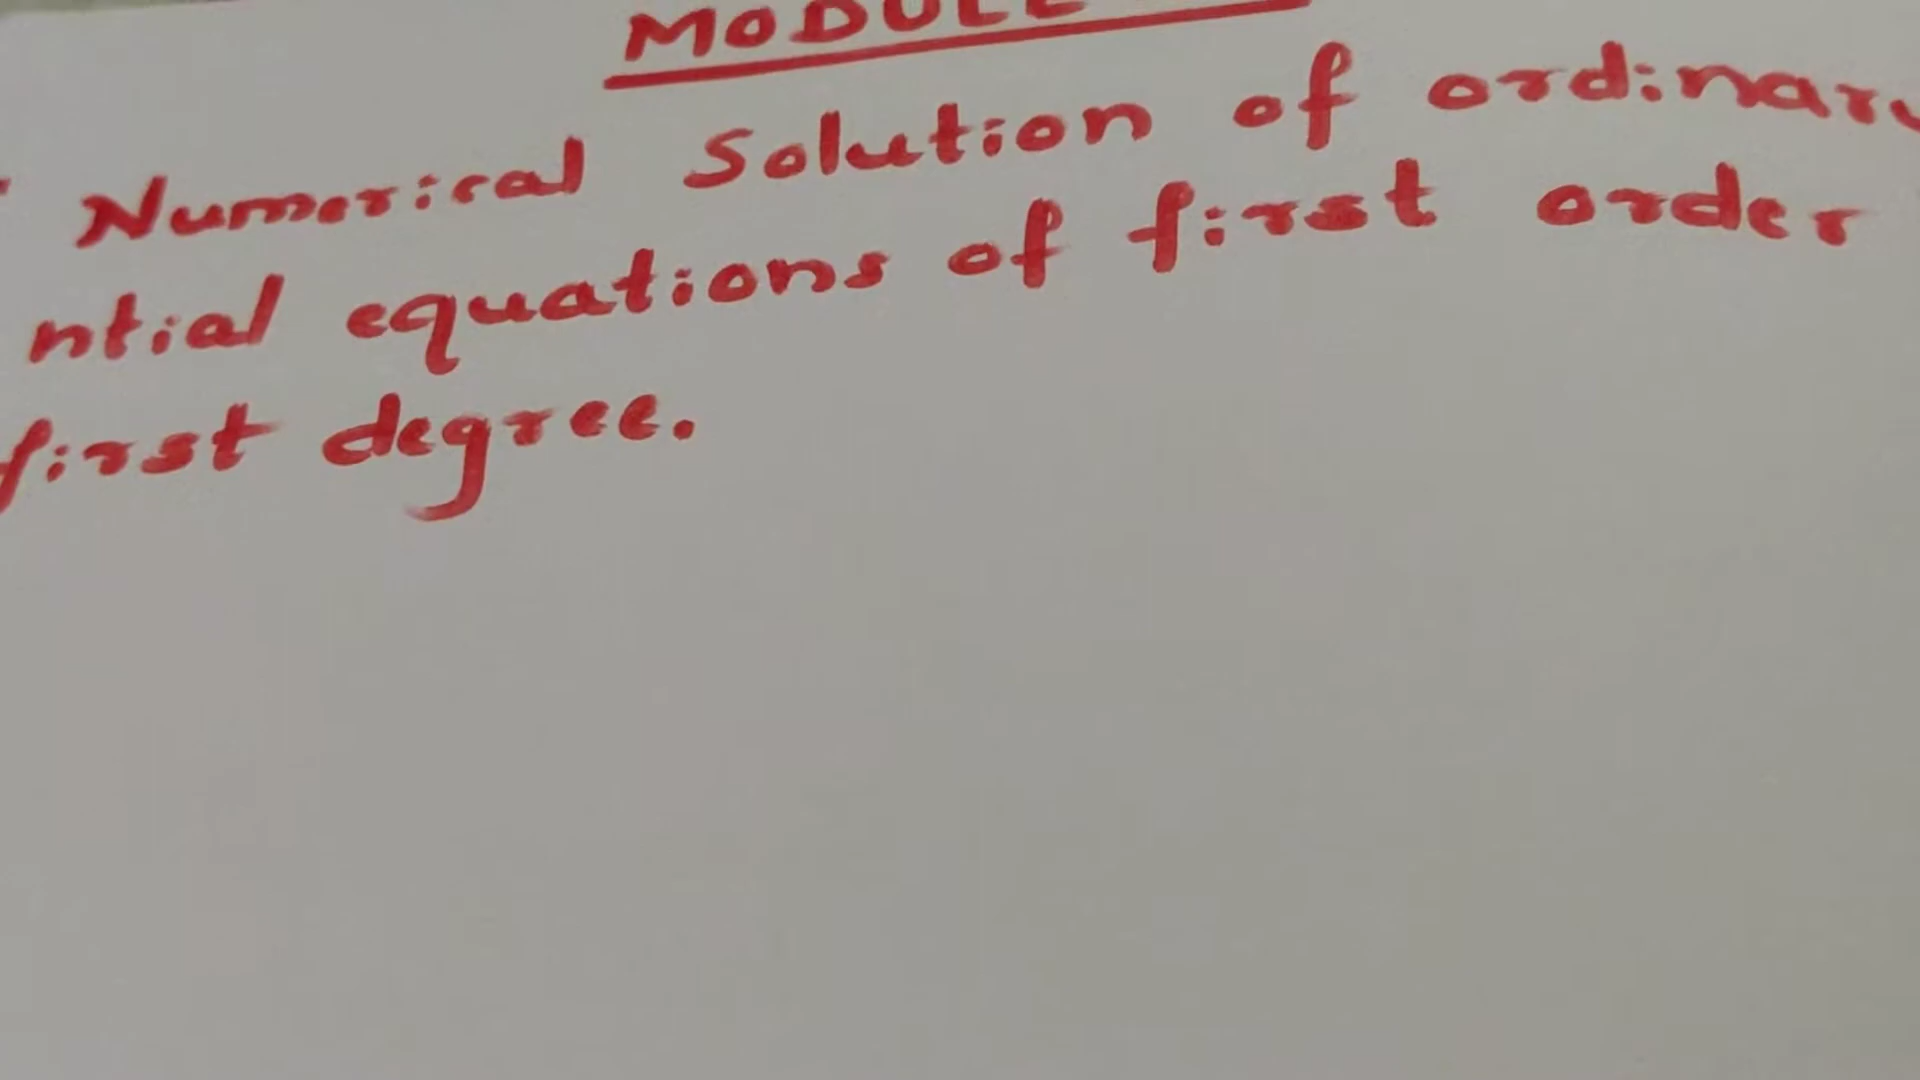 MODULE
Numerical Solution of ordinary
ntial equations of first order
first degree.